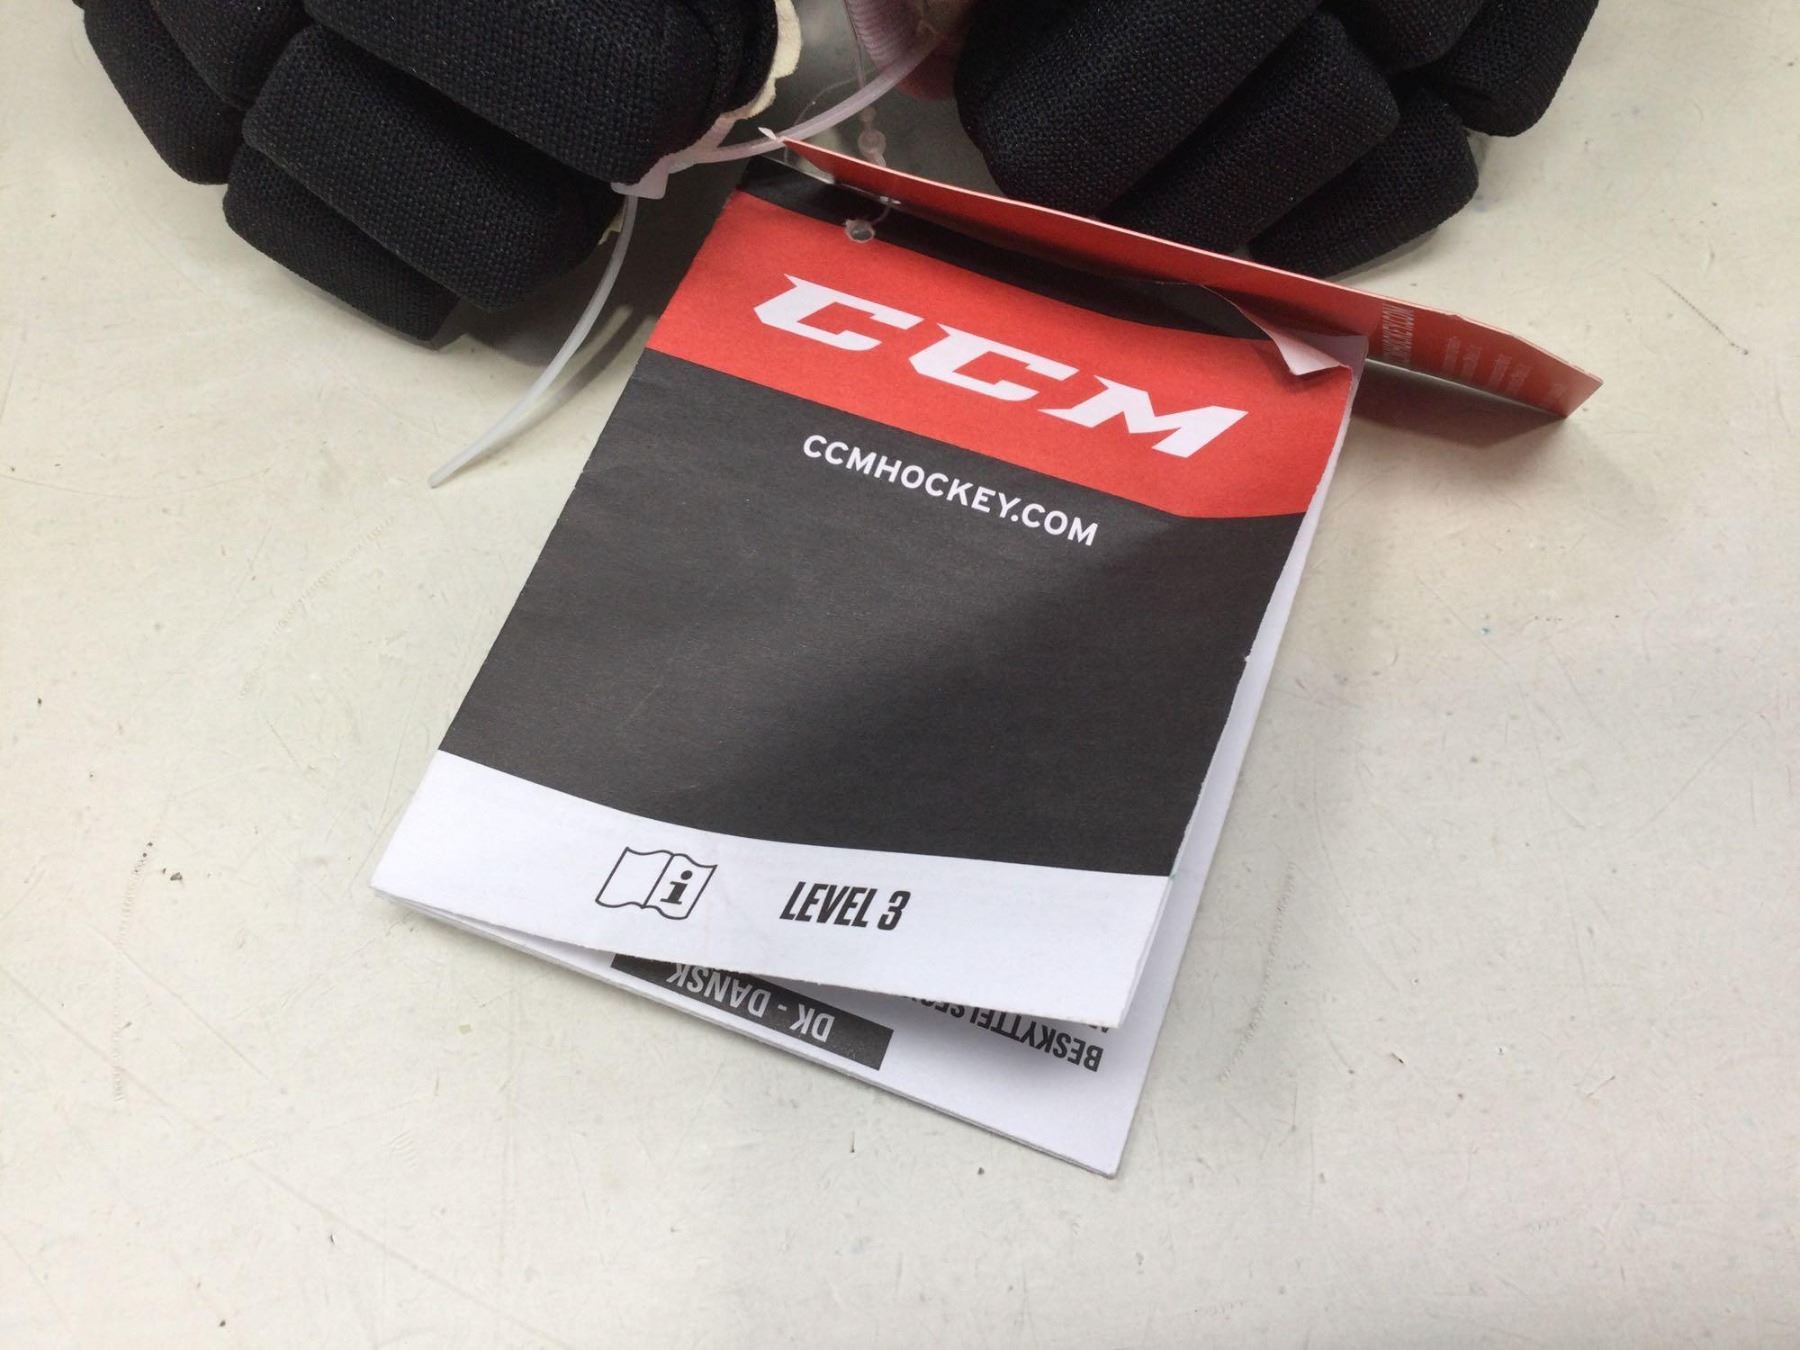 CCM
CCMHOCKEY.COM
i
LEVEL 3
DK - DANSK